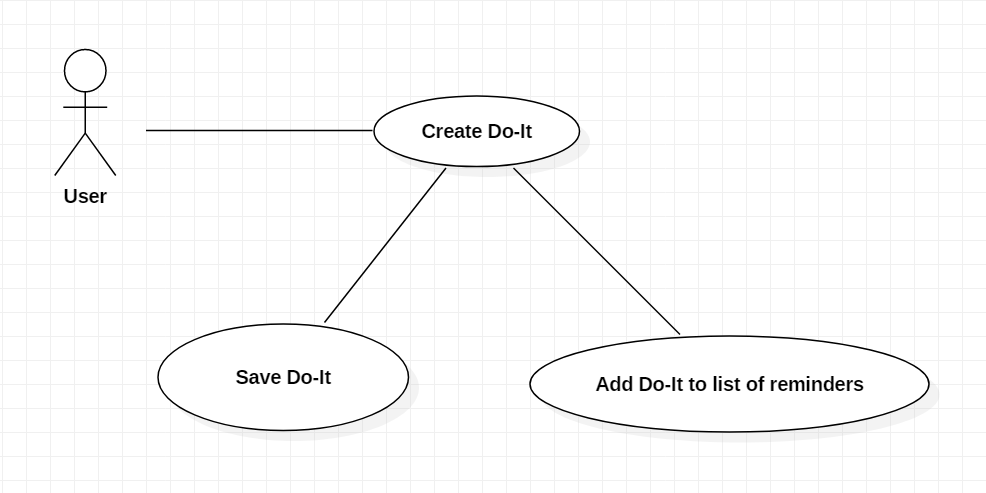 Create Do-It
User
Save Do-It
Add Do-It to list of reminders